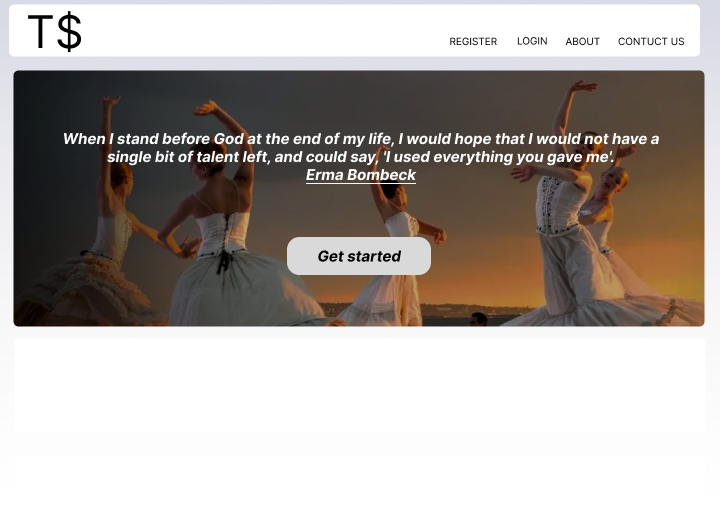 T$
REGISTER LOGIN ABOUT CONTUCT US
When I stand before God at the end of my life, I would hope that I would not have a
single bit of talent left, and could say, 'I used everything you gave me'.
Erma Bombeck
Get started